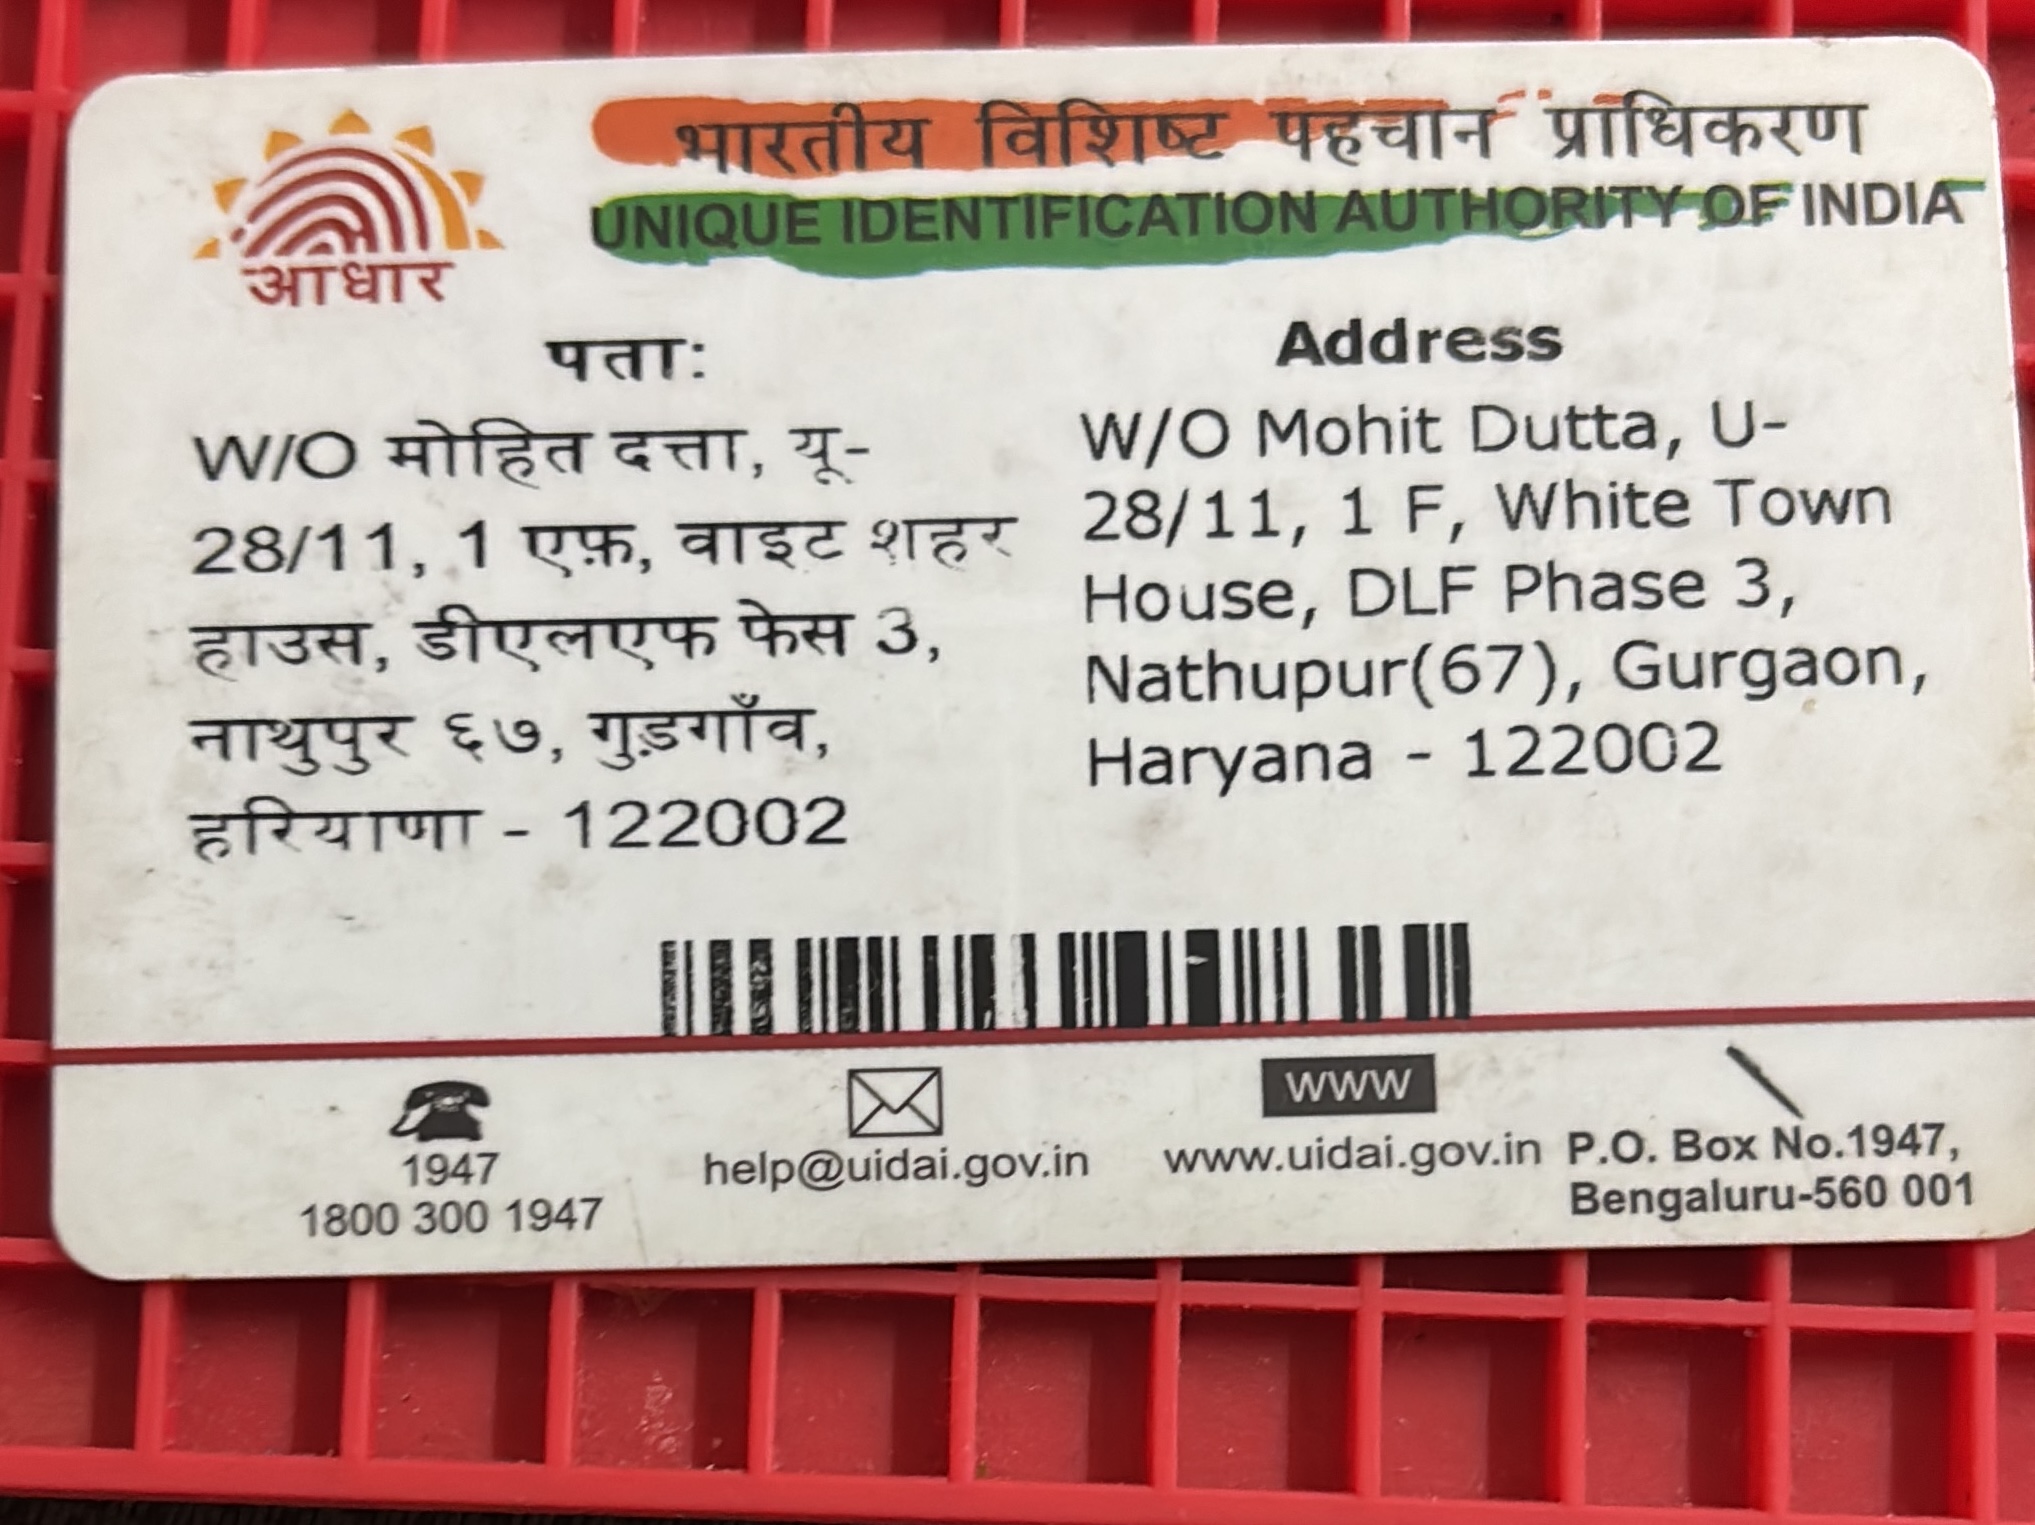 भारतीय विशिष्ट पहचान प्राधिकरण
UNIQUE IDENTIFICATION AUTHORITY OF INDIA
आधार
पता:
W/O मोहित दत्ता, यू-
28/11, 1 एफ़, वाइट शहर
हाउस, डीएलएफ फेस 3,
नाथुपुर ६७, गुड़गाँव,
हरियाणा - 122002
Address
W/O Mohit Dutta, U-
28/11, 1 F, White Town
House, DLF Phase 3,
Nathupur(67), Gurgaon,
Haryana - 122002
1947
1800 300 1947
help@uidai.gov.in
WWW
www.uidai.gov.in
P.O. Box No.1947,
Bengaluru-560 001